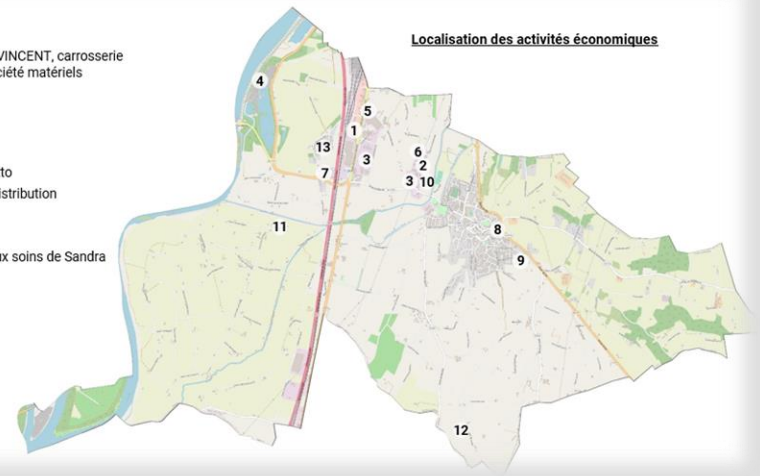 Localisation des activités économiques
VINCENT, carrosserie
ciété matériels
to
istribution
ux soins de Sandra
4
5
1
13
3
6
7
2
3 10
11
8
9
12